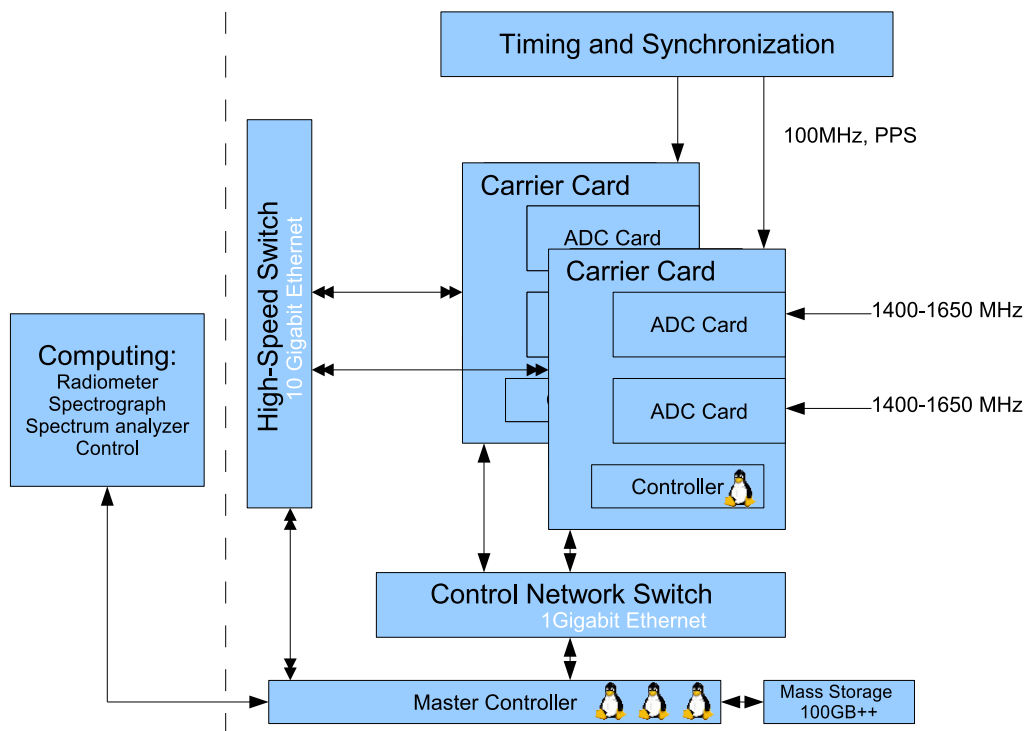 Timing and Synchronization
100MHz, PPS
Carrier Card
ADC Card
Carrier Card
ADC Card
1400-1650 MHz
ADC Card
1400-1650 MHz
Controller
High-Speed Switch
10 Gigabit Ethernet
Computing:
Radiometer
Spectrograph
Spectrum analyzer
Control
Control Network Switch
1Gigabit Ethernet
Master Controller
Mass Storage
100GB++